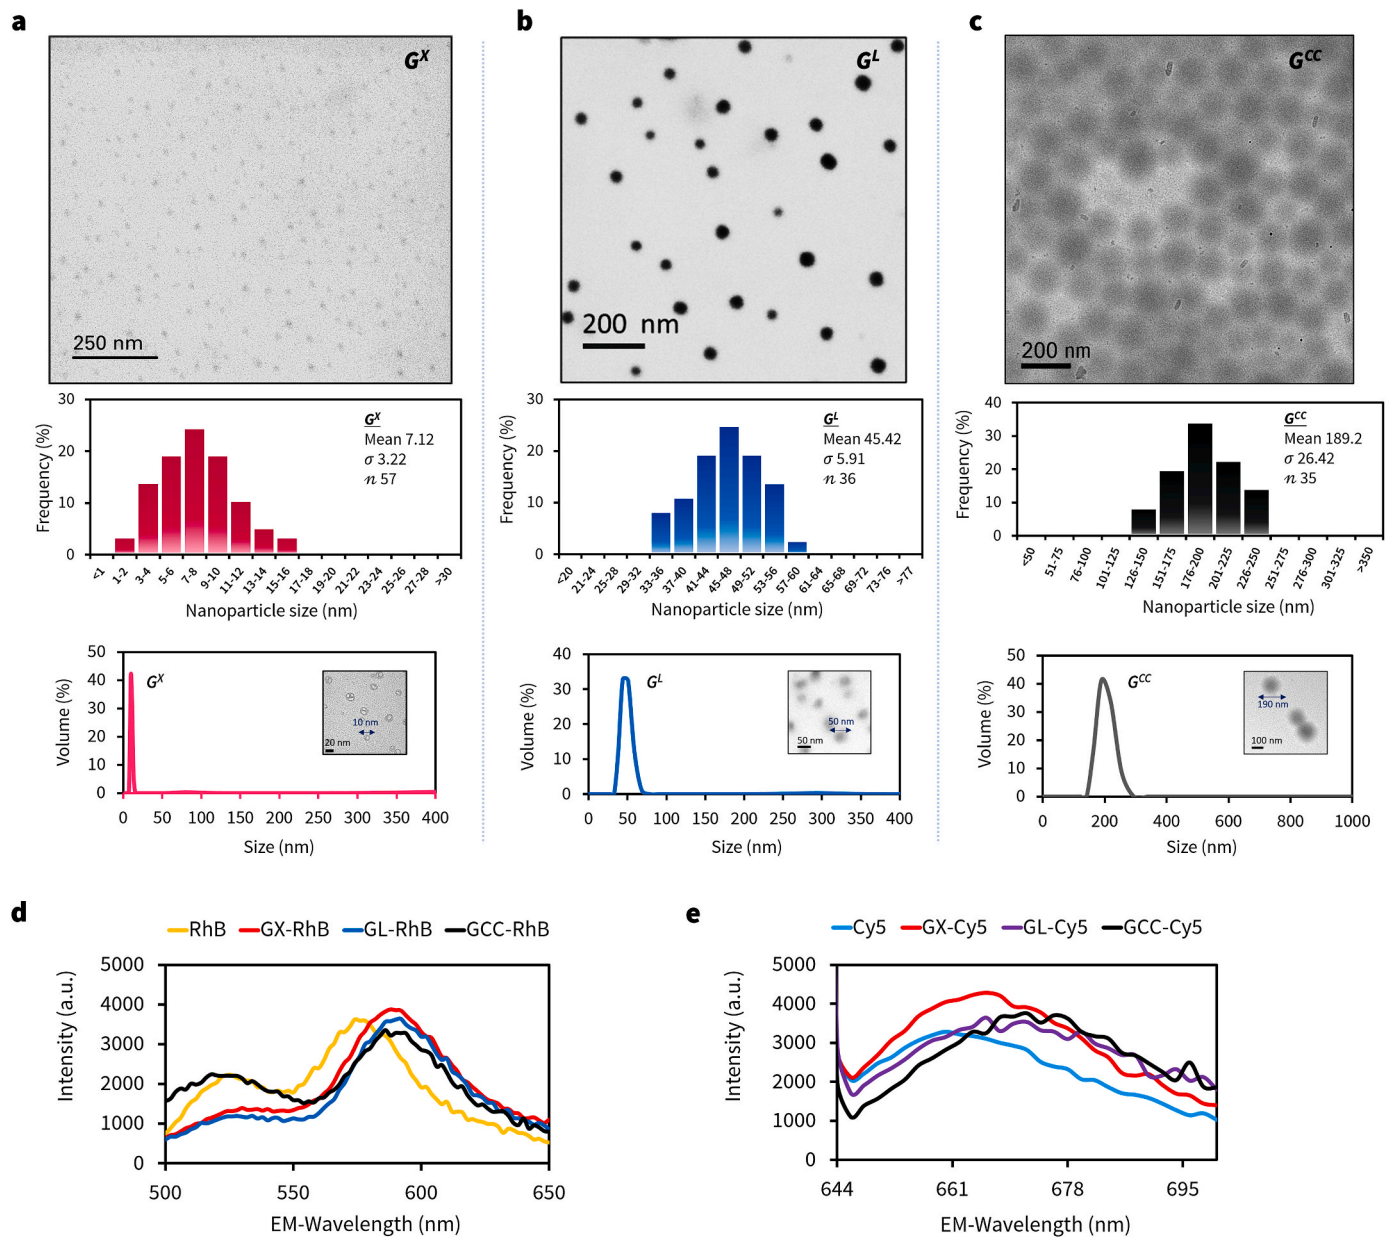 a
G^X
250 nm
Frequency (%)
30
20
10
0
G^X
Mean 7.12
σ 3.22
n 57
<1 1-2 3-4 5-6 7-8 9-10 11-12 13-14 15-16 17-18 19-20 21-22 23-24 25-26 27-28 >30
Nanoparticle size (nm)
Volume (%)
50
40
30
20
10
0
G^X
10 nm
20 nm
0 50 100 150 200 250 300 350 400
Size (nm)
b
G^L
200 nm
Frequency (%)
30
20
10
0
G^L
Mean 45.42
σ 5.91
n 36
<20 21-24 25-28 29-32 33-36 37-40 41-44 45-48 49-52 53-56 57-60 61-64 65-68 69-72 73-76 >77
Nanoparticle size (nm)
Volume (%)
40
30
20
10
0
G^L
50 nm
50 nm
0 50 100 150 200 250 300 350 400
Size (nm)
c
G^CC
200 nm
Frequency (%)
40
30
20
10
0
G^CC
Mean 189.2
σ 26.42
n 35
<50 51-75 76-100 101-125 126-150 151-175 176-200 201-225 226-250 251-275 276-300 301-325 >350
Nanoparticle size (nm)
Volume (%)
50
40
30
20
10
0
G^CC
190 nm
100 nm
0 200 400 600 800 1000
Size (nm)
d
RhB GX-RhB GL-RhB GCC-RhB
Intensity (a.u.)
5000
4000
3000
2000
1000
0
500 550 600 650
EM-Wavelength (nm)
e
Cy5 GX-Cy5 GL-Cy5 GCC-Cy5
Intensity (a.u.)
5000
4000
3000
2000
1000
0
644 661 678 695
EM-Wavelength (nm)